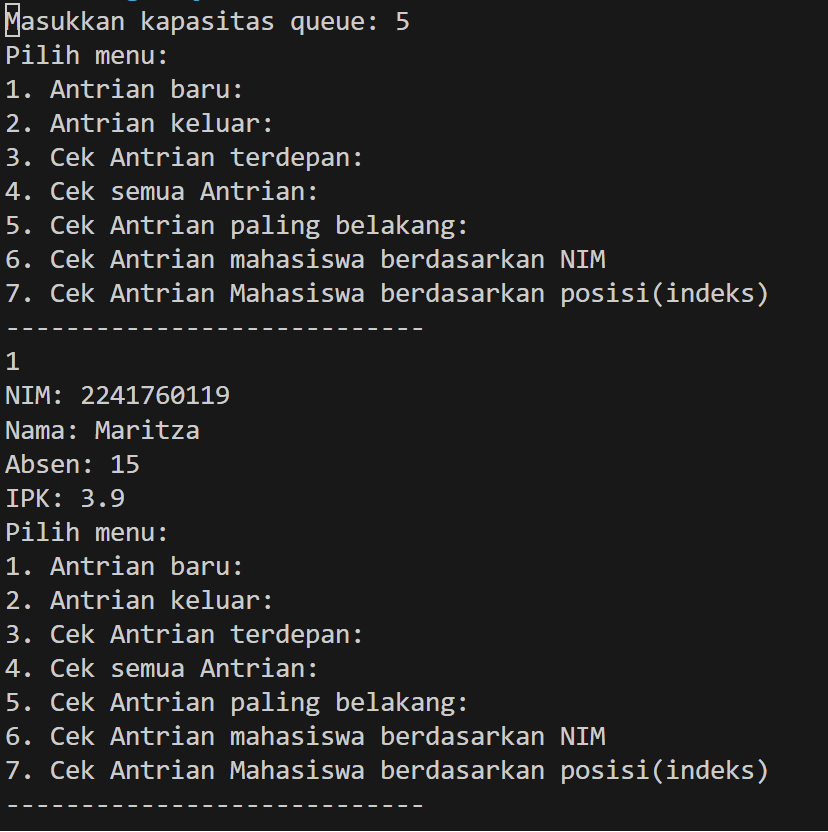 Masukkan kapasitas queue: 5
Pilih menu:
1. Antrian baru:
2. Antrian keluar:
3. Cek Antrian terdepan:
4. Cek semua Antrian:
5. Cek Antrian paling belakang:
6. Cek Antrian mahasiswa berdasarkan NIM
7. Cek Antrian Mahasiswa berdasarkan posisi(indeks)
----------------------------
1
NIM: 2241760119
Nama: Maritza
Absen: 15
IPK: 3.9
Pilih menu:
1. Antrian baru:
2. Antrian keluar:
3. Cek Antrian terdepan:
4. Cek semua Antrian:
5. Cek Antrian paling belakang:
6. Cek Antrian mahasiswa berdasarkan NIM
7. Cek Antrian Mahasiswa berdasarkan posisi(indeks)
----------------------------